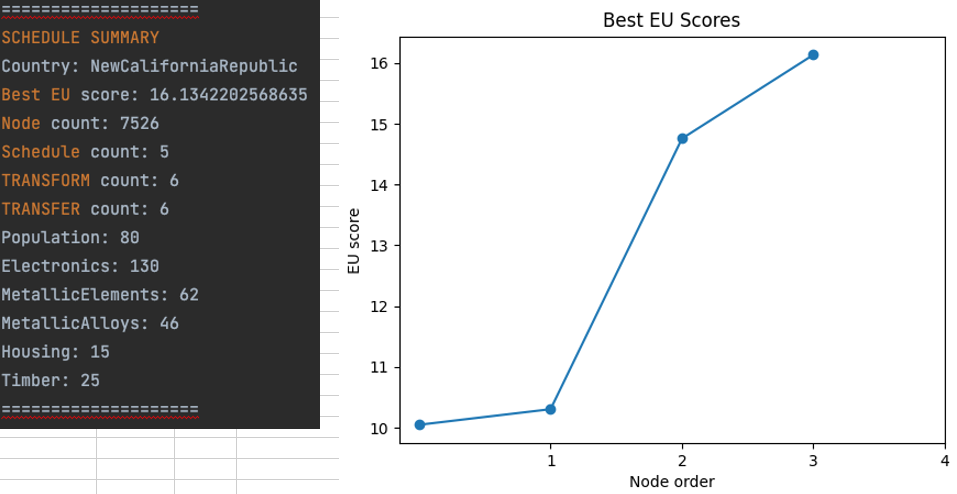 ====================
SCHEDULE SUMMARY
Country: NewCaliforniaRepublic
Best EU score: 16.1342202568635
Node count: 7526
Schedule count: 5
TRANSFORM count: 6
TRANSFER count: 6
Population: 80
Electronics: 130
MetallicElements: 62
MetallicAlloys: 46
Housing: 15
Timber: 25
====================
Best EU Scores
EU score
16
15
14
13
12
11
10
1 2 3 4
Node order